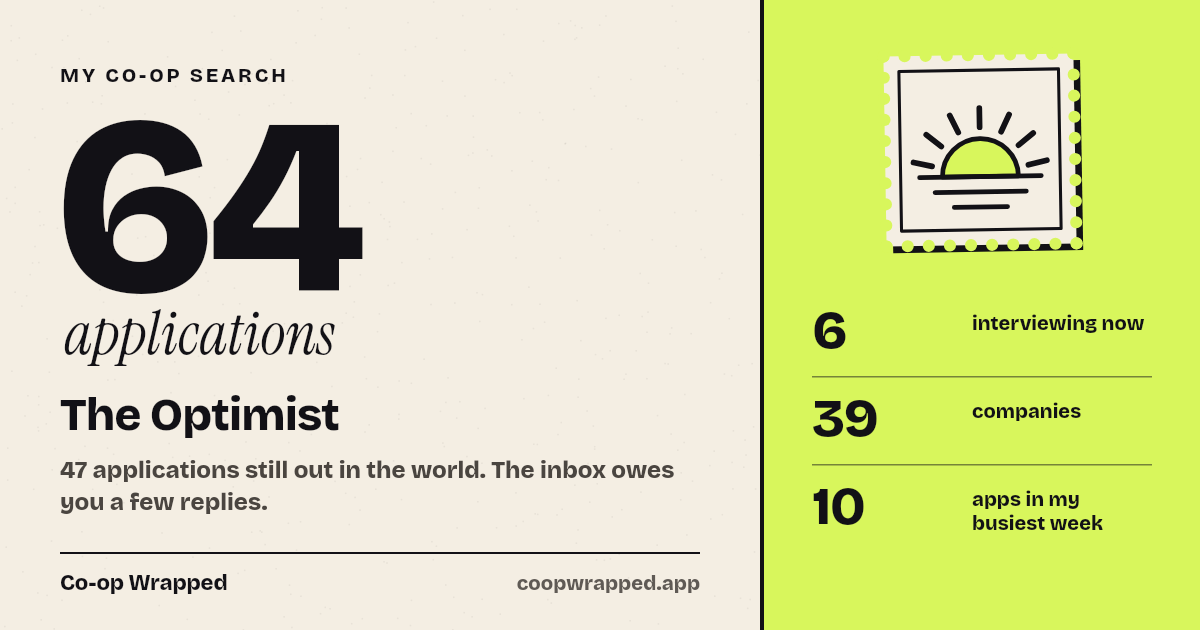 MY CO-OP SEARCH
64
applications
The Optimist
47 applications still out in the world. The inbox owes
you a few replies.
Co-op Wrapped
coopwrapped.app
6
interviewing now
39
companies
10
apps in my
busiest week